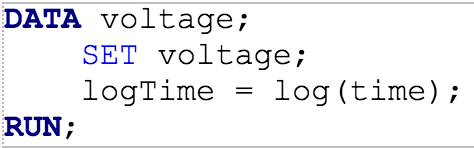 DATA voltage;
    SET voltage;
    logTime = log(time);
RUN;